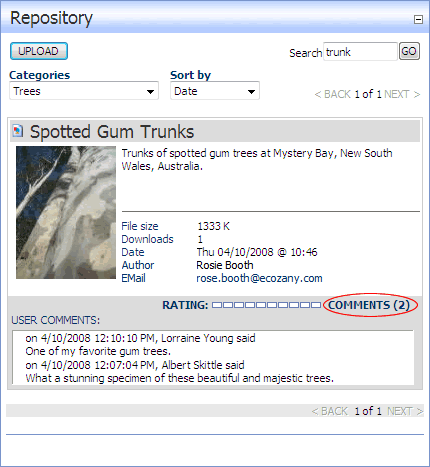 Repository
UPLOAD
Search trunk GO
Categories Sort by
Trees Date
< BACK 1 of 1 NEXT >
Spotted Gum Trunks
Trunks of spotted gum trees at Mystery Bay, New South
Wales, Australia.
File size 1333 K
Downloads 1
Date Thu 04/10/2008 @ 10:46
Author Rosie Booth
EMail rose.booth@ecozany.com
RATING: COMMENTS (2)
USER COMMENTS:
on 4/10/2008 12:10:10 PM, Lorraine Young said
One of my favorite gum trees.
on 4/10/2008 12:07:04 PM, Albert Skittle said
What a stunning specimen of these beautiful and majestic trees.
< BACK 1 of 1 NEXT >